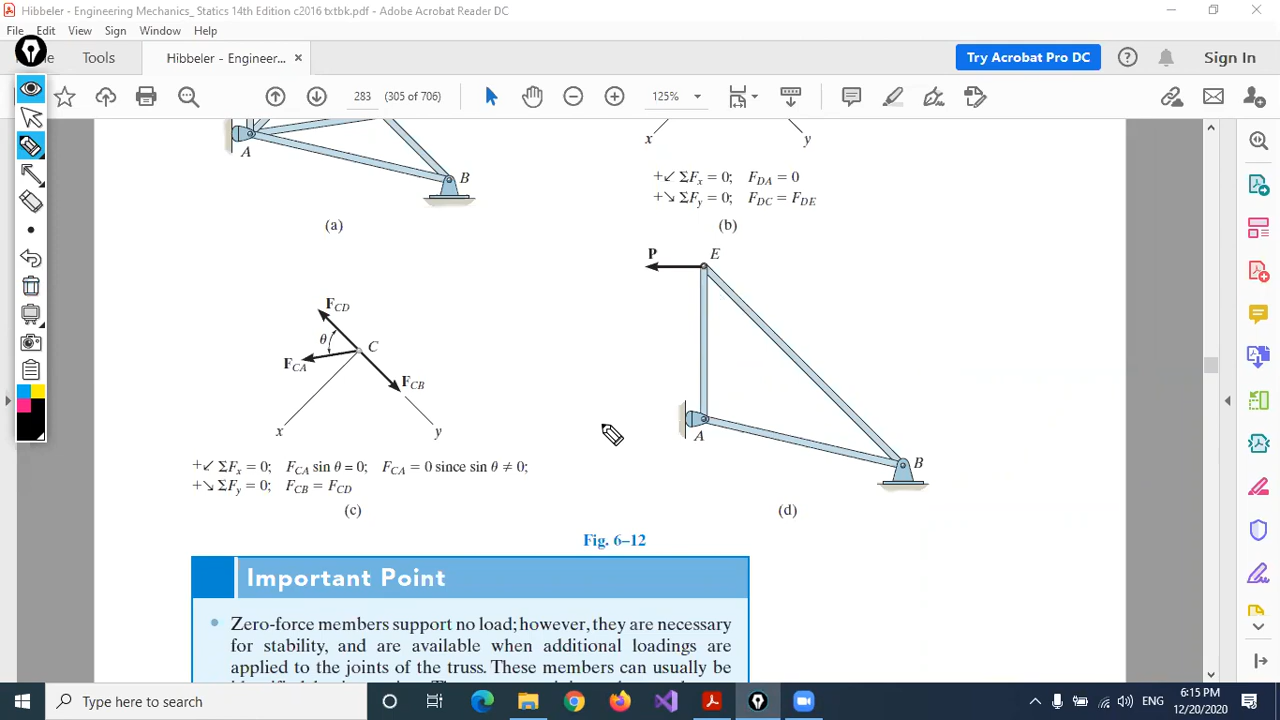 Hibbeler - Engineering Mechanics_ Statics 14th Edition c2016 txtbk.pdf - Adobe Acrobat Reader DC
File Edit View Sign Window Help
Tools Hibbeler - Engineer... × Try Acrobat Pro DC ? Sign In
283 (305 of 706) 125%
A
B
(a)
x y
+↙ ΣFx = 0; FDA = 0
+↘ ΣFy = 0; FDC = FDE
(b)
FCD
θ
C
FCA
FCB
x y
+↙ ΣFx = 0; FCA sin θ = 0; FCA = 0 since sin θ ≠ 0;
+↘ ΣFy = 0; FCB = FCD
(c)
P E
A
B
(d)
Fig. 6–12
Important Point
• Zero-force members support no load; however, they are necessary
for stability, and are available when additional loadings are
applied to the joints of the truss. These members can usually be
Type here to search
ENG
6:15 PM
12/20/2020